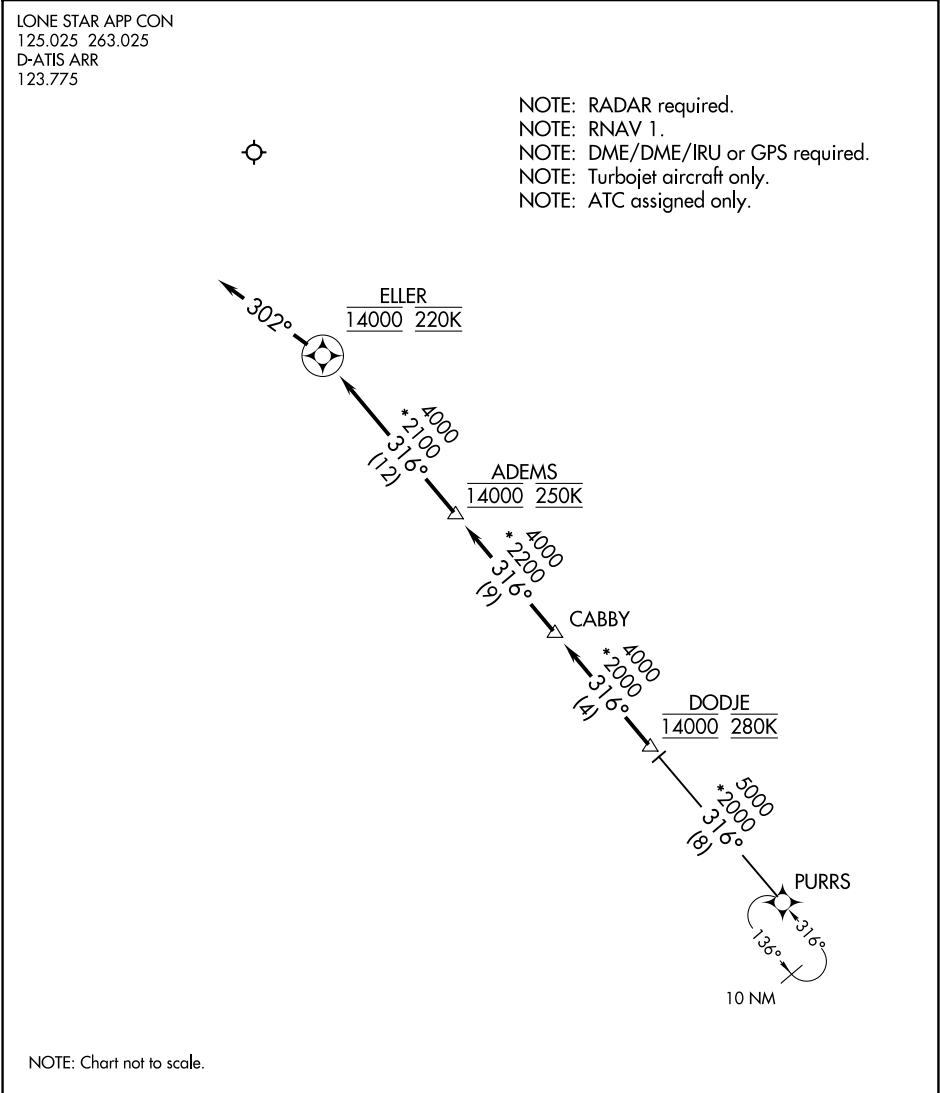 LONE STAR APP CON
125.025 263.025
D-ATIS ARR
123.775
NOTE: RADAR required.
NOTE: RNAV 1.
NOTE: DME/DME/IRU or GPS required.
NOTE: Turbojet aircraft only.
NOTE: ATC assigned only.
302°
ELLER
14000 220K
4000
*2100
316°
(12)
ADEMS
14000 250K
4000
*2200
316°
(9)
CABBY
4000
*2000
316°
(4)
DODJE
14000 280K
5000
*2000
316°
(8)
PURRS
316°
136°
10 NM
NOTE: Chart not to scale.